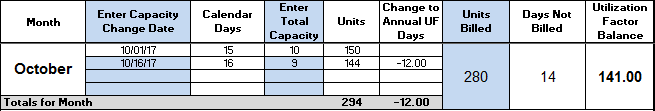 Month Enter Capacity Change Date Calendar Days Enter Total Capacity Units Change to Annual UF Days Units Billed Days Not Billed Utilization Factor Balance
October
10/01/17 15 10 150
10/16/17 16 9 144 -12.00
280 14 141.00
Totals for Month 294 -12.00